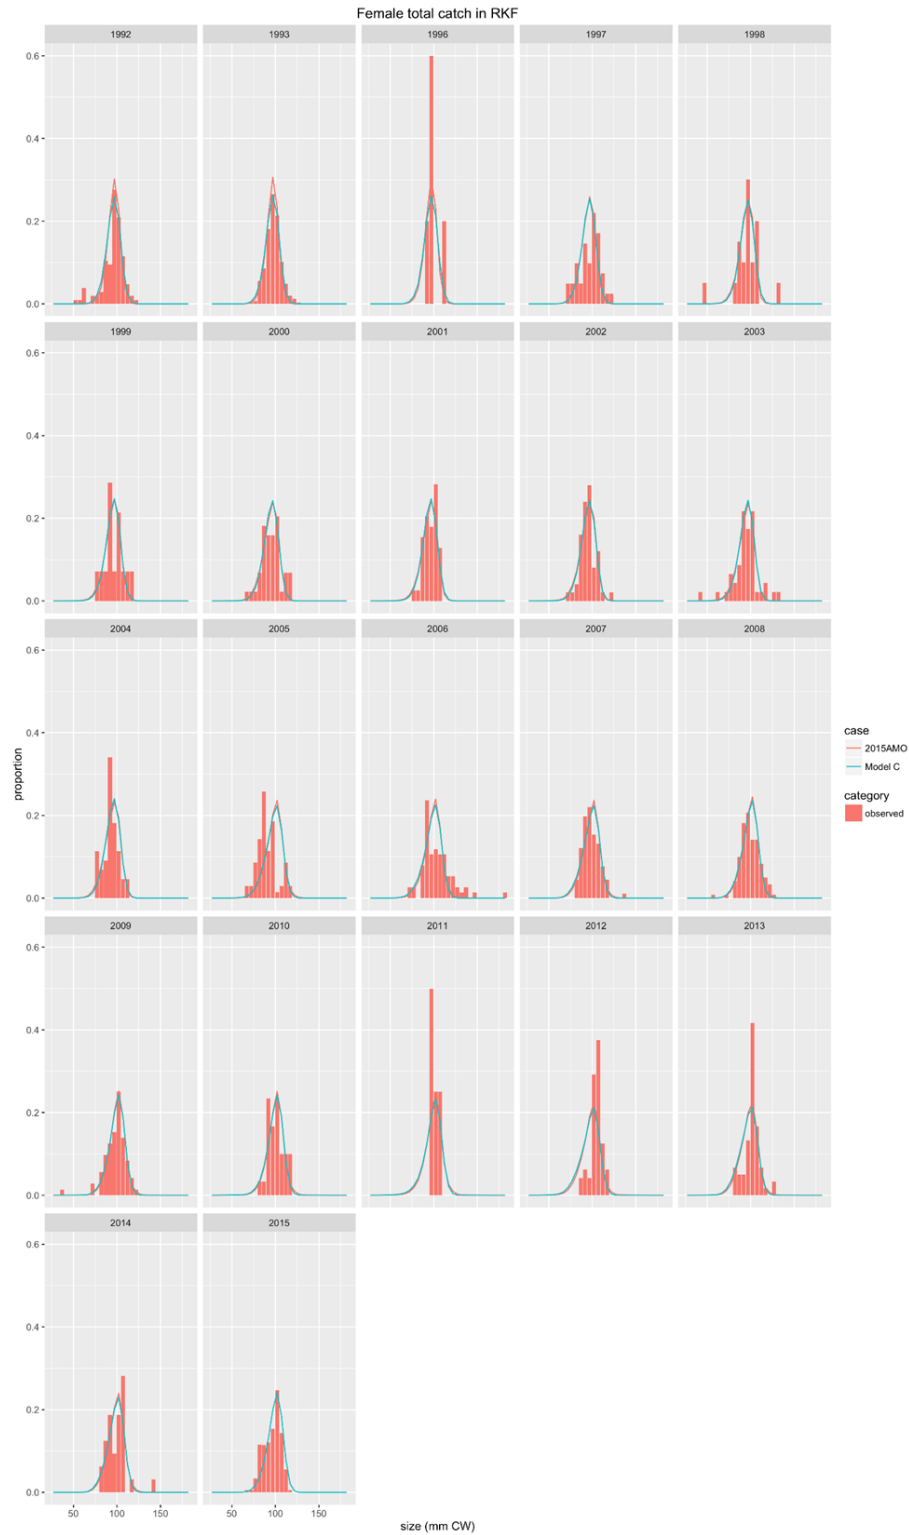 Female total catch in RKF
1992 1993 1996 1997 1998
0.6
0.4
0.2
0.0
1999 2000 2001 2002 2003
0.6
0.4
0.2
0.0
2004 2005 2006 2007 2008
0.6
0.4
0.2
0.0
proportion
case
2015AMO
Model C
category
observed
2009 2010 2011 2012 2013
0.6
0.4
0.2
0.0
2014 2015
0.6
0.4
0.2
0.0
50 100 150 50 100 150
size (mm CW)